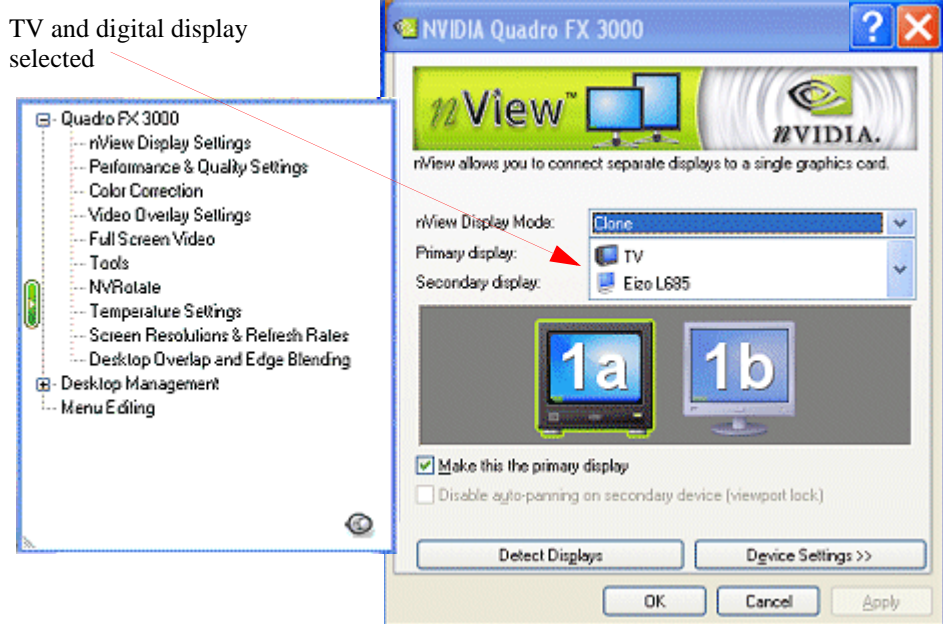 TV and digital display
selected
Quadro FX 3000
nView Display Settings
Performance & Quality Settings
Color Correction
Video Overlay Settings
Full Screen Video
Tools
NVRotate
Temperature Settings
Screen Resolutions & Refresh Rates
Desktop Overlap and Edge Blending
Desktop Management
Menu Editing
NVIDIA Quadro FX 3000
nView™
nVIDIA.
nView allows you to connect separate displays to a single graphics card.
nView Display Mode: Clone
Primary display: TV
Secondary display: Eizo L685
1a 1b
Make this the primary display
Disable auto-panning on secondary device (viewport lock)
Detect Displays Device Settings >>
OK Cancel Apply